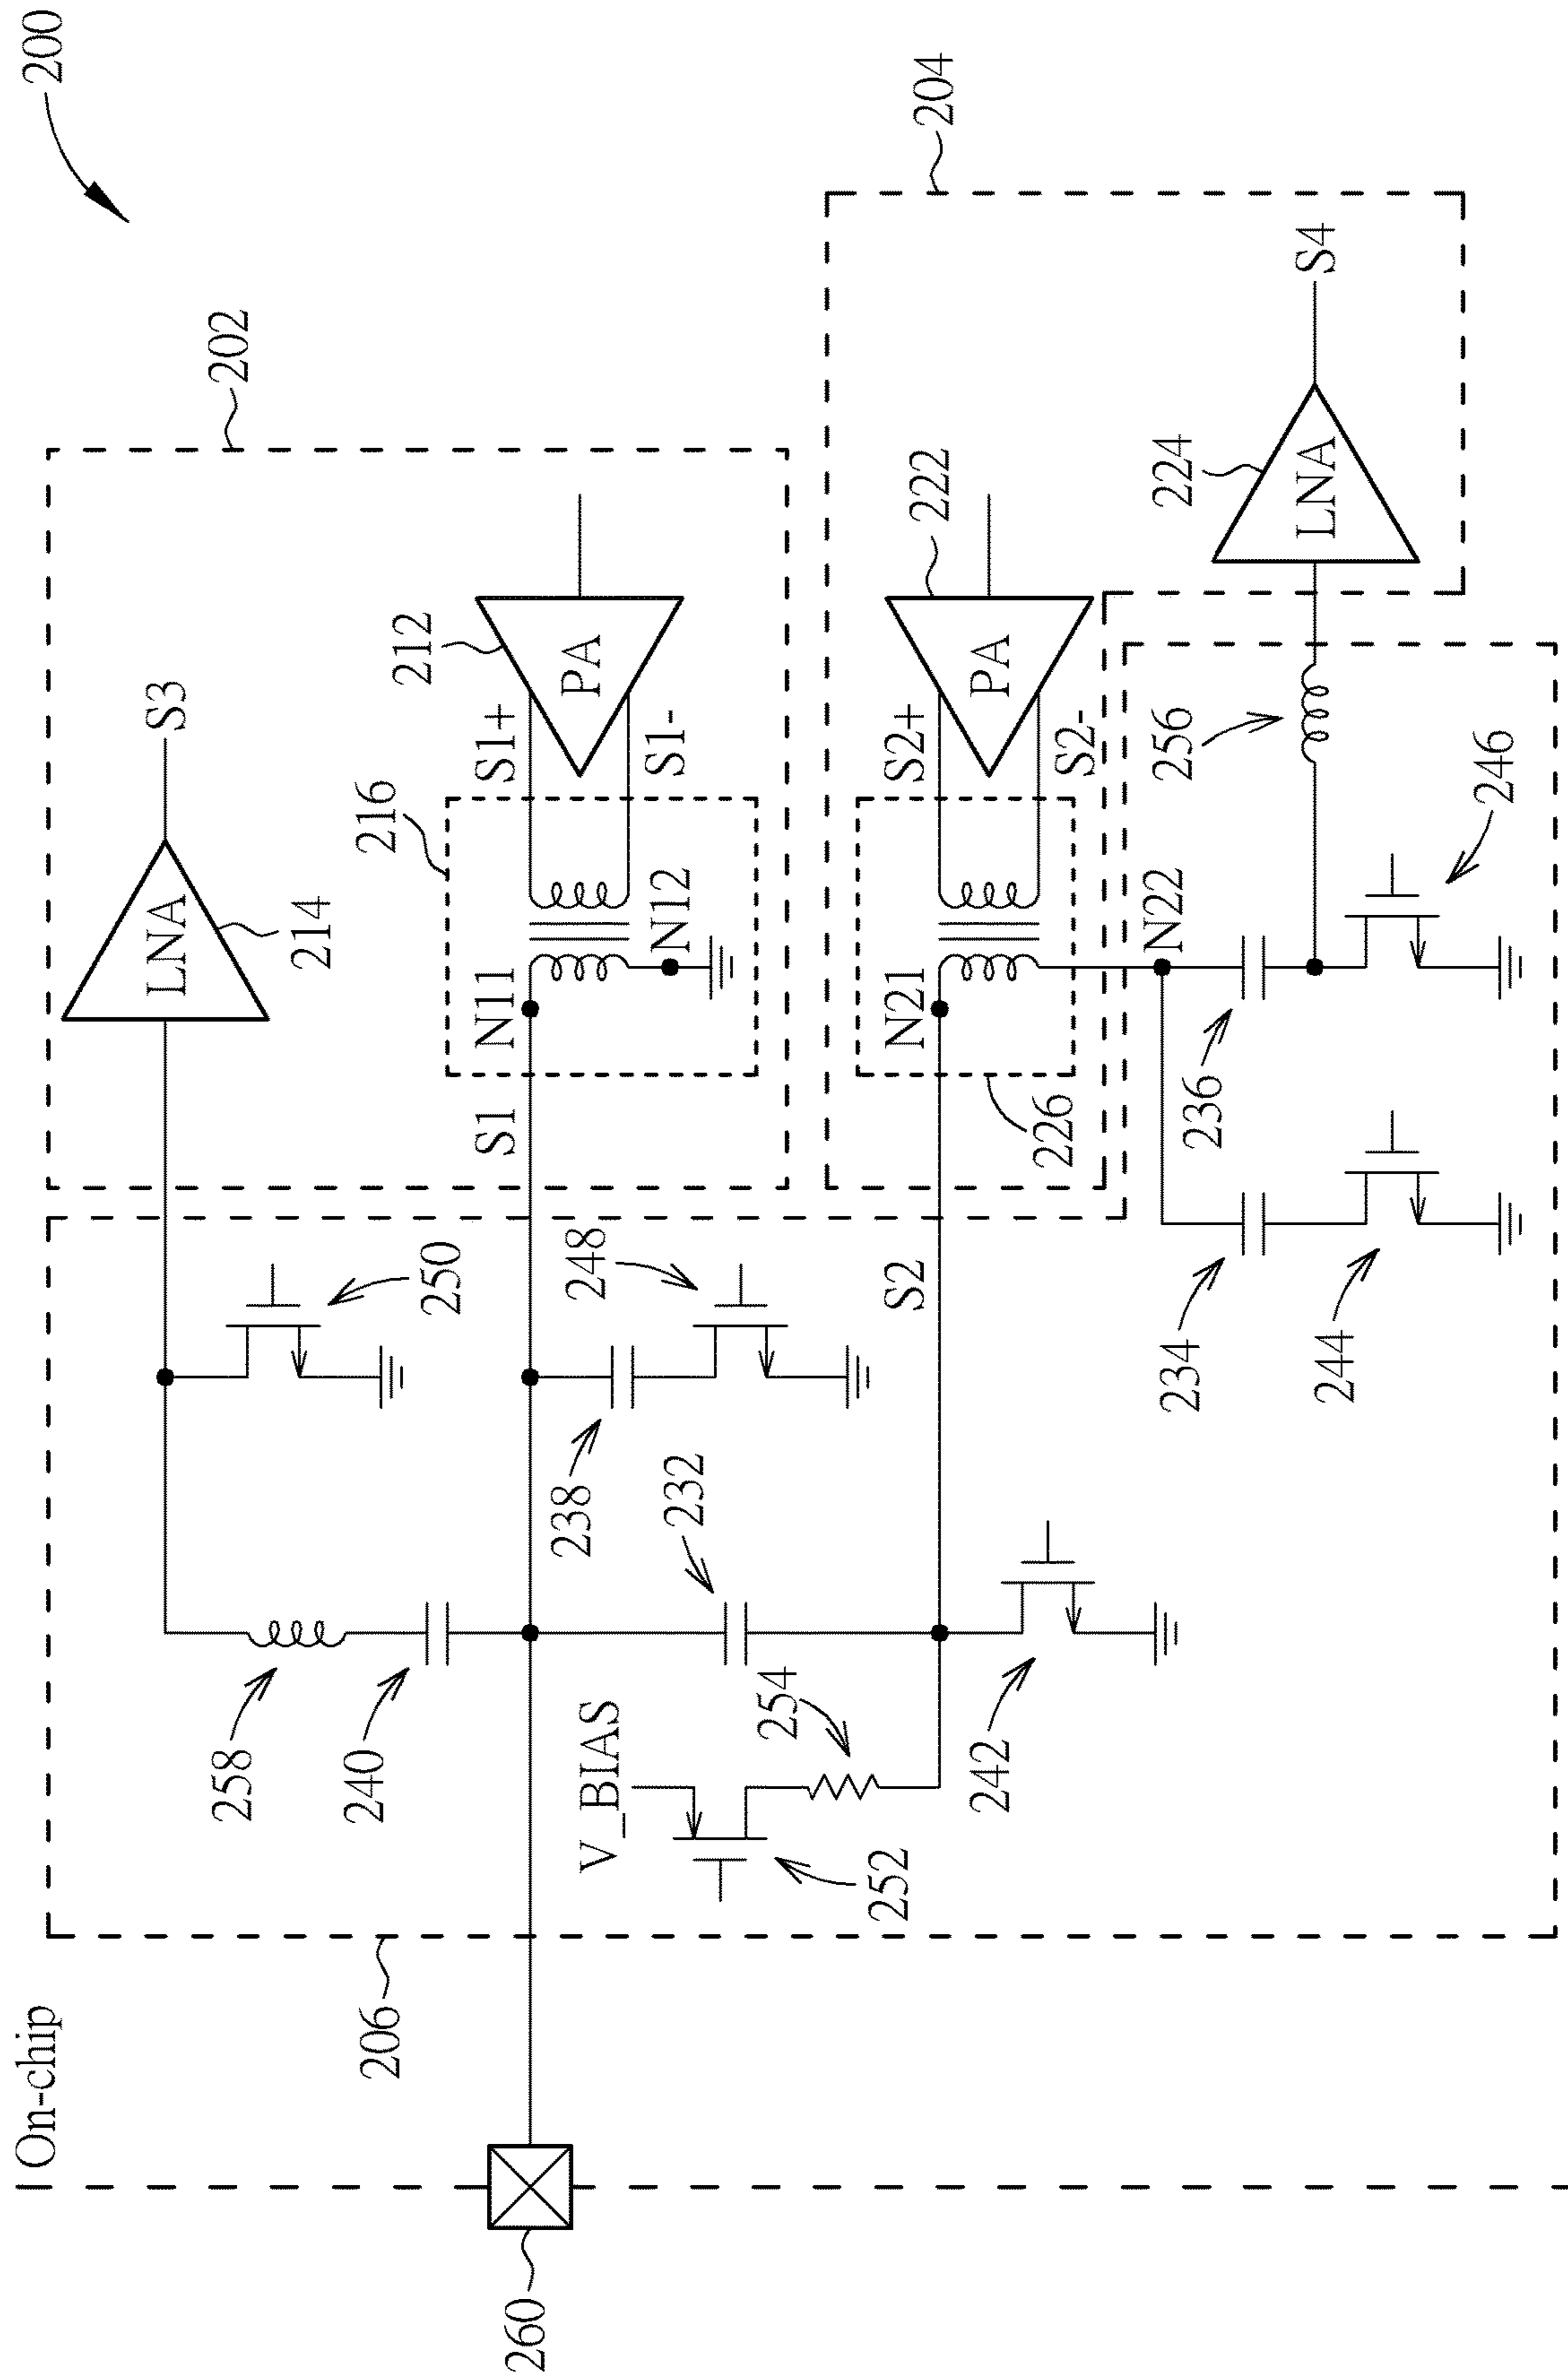 200
On-chip
206
258
240
250
LNA
214
S3
202
260
V_BIAS
252
254
232
238
248
S1
N11
N12
216
S1+
S1-
212
PA
242
S2
N21
226
S2+
S2-
222
PA
204
234
244
N22
236
246
256
224
LNA
S4